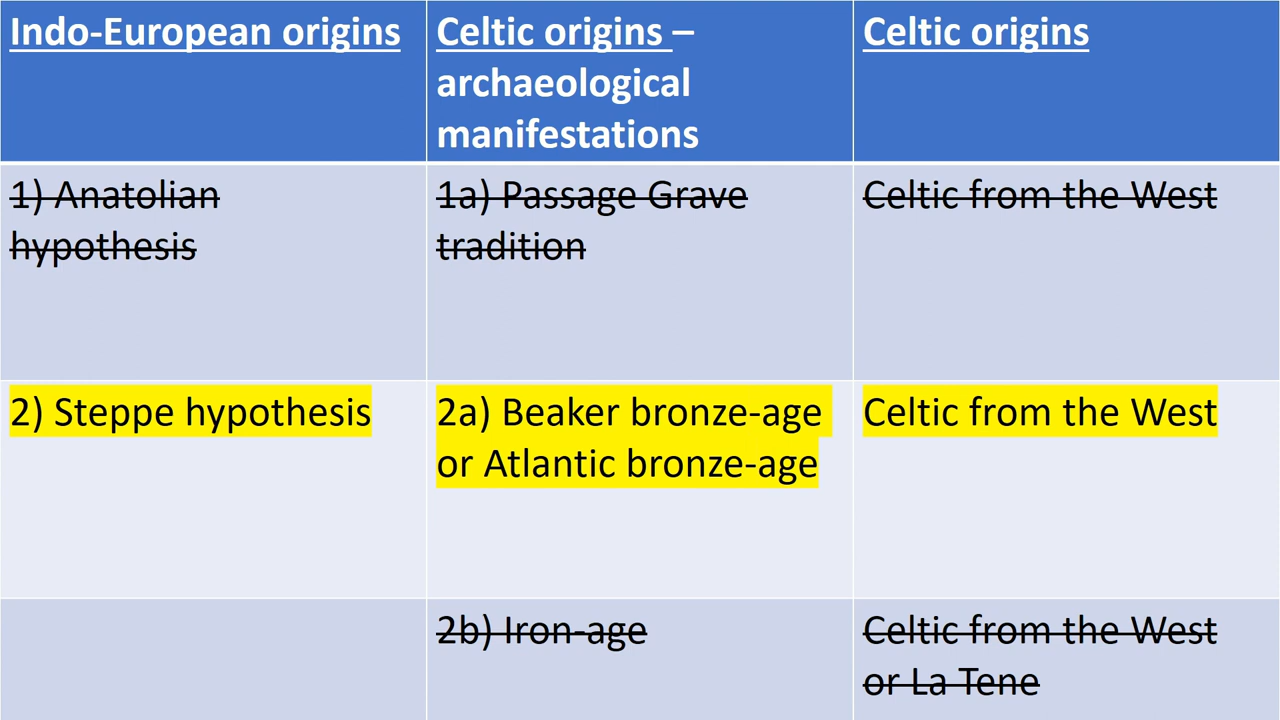 Indo-European origins
Celtic origins –
archaeological
manifestations
Celtic origins
1) Anatolian
hypothesis
1a) Passage Grave
tradition
Celtic from the West
2) Steppe hypothesis
2a) Beaker bronze-age
or Atlantic bronze-age
Celtic from the West
2b) Iron-age
Celtic from the West
or La Tene